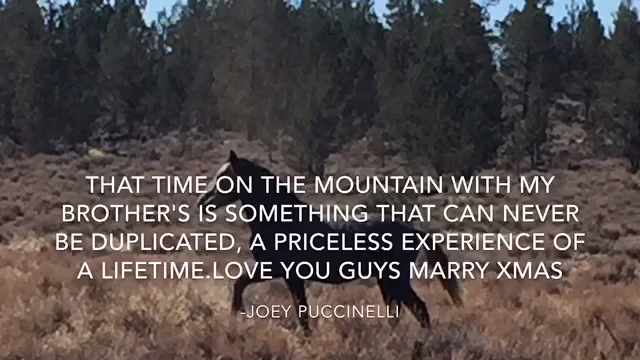 THAT TIME ON THE MOUNTAIN WITH MY
BROTHER'S IS SOMETHING THAT CAN NEVER
BE DUPLICATED, A PRICELESS EXPERIENCE OF
A LIFETIME.LOVE YOU GUYS MARRY XMAS
-JOEY PUCCINELLI